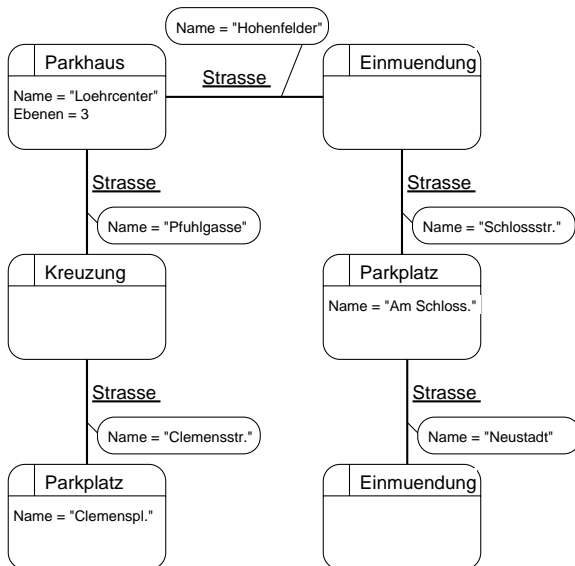 Name = "Hohenfelder"
Parkhaus
Strasse
Einmuendung
Name = "Loehrcenter"
Ebenen = 3
Strasse
Strasse
Name = "Pfuhlgasse"
Name = "Schlossstr."
Kreuzung
Parkplatz
Name = "Am Schloss."
Strasse
Strasse
Name = "Clemensstr."
Name = "Neustadt"
Parkplatz
Einmuendung
Name = "Clemenspl."